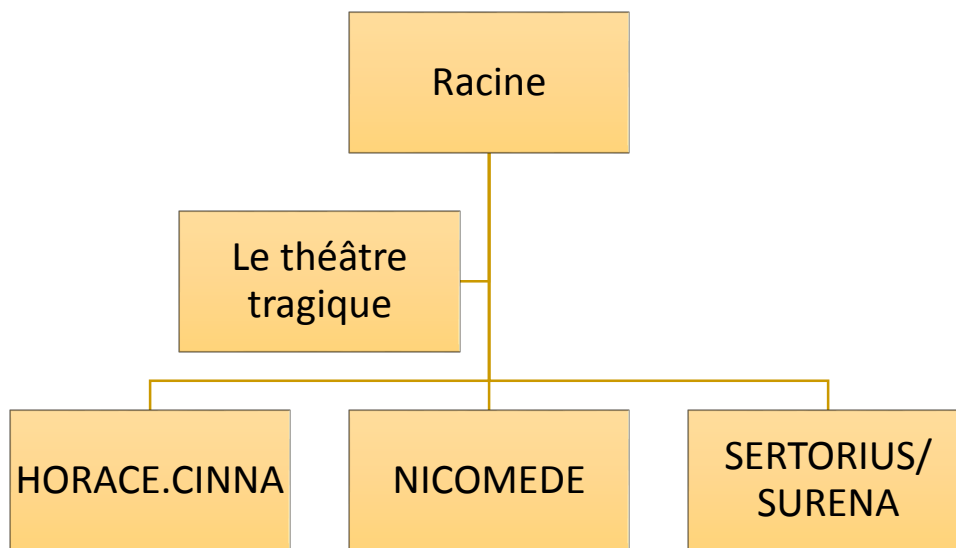 Racine
Le théâtre
tragique
HORACE.CINNA
NICOMEDE
SERTORIUS/
SURENA